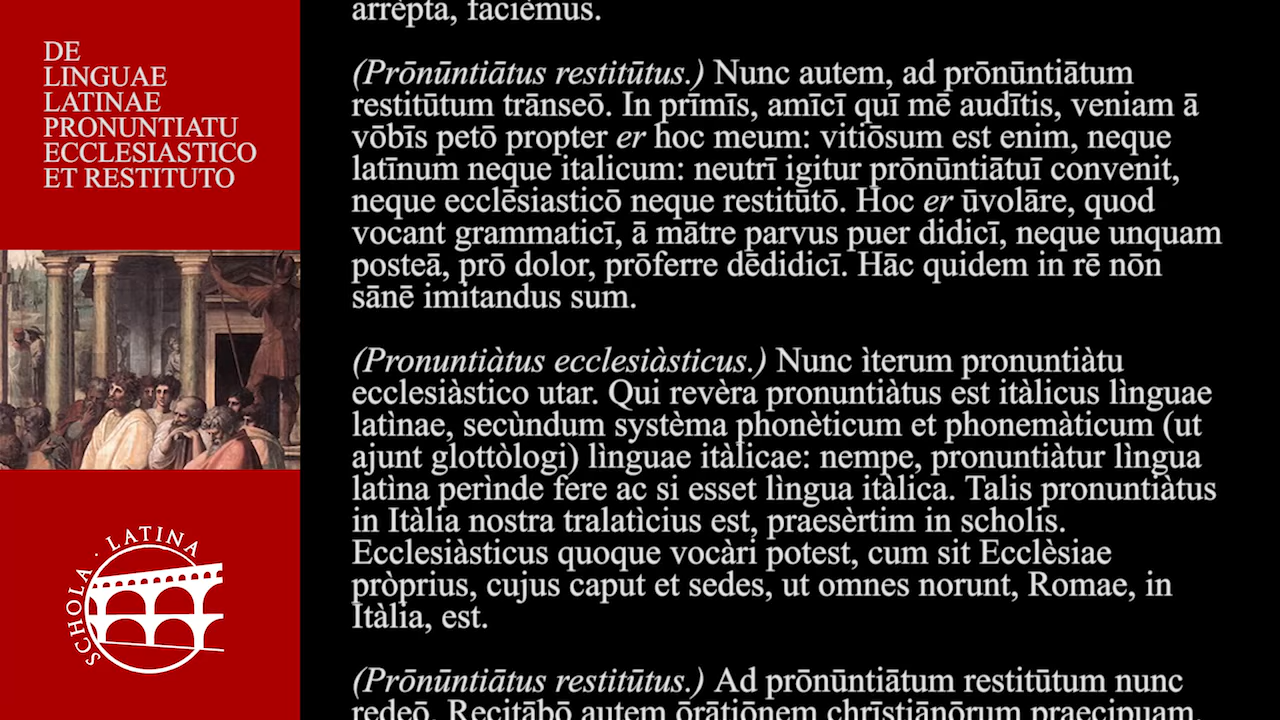 DE
LINGUAE
LATINAE
PRONUNTIATU
ECCLESIASTICO
ET RESTITUTO
SCHOLA · LATINA
arrèpta, facièmus.
(Prōnūntiātus restitūtus.) Nunc autem, ad prōnūntiātum
restitūtum trānseō. In prīmīs, amīcī quī mē audītis, veniam ā
vōbīs petō propter er hoc meum: vitiōsum est enim, neque
latīnum neque italicum: neutrī igitur prōnūntiātuī convenit,
neque ecclēsiasticō neque restitūtō. Hoc er ūvolāre, quod
vocant grammaticī, ā mātre parvus puer didicī, neque unquam
posteā, prō dolor, prōferre dēdidicī. Hāc quidem in rē nōn
sānē imitandus sum.
(Pronuntiàtus ecclesiàsticus.) Nunc ìterum pronuntiàtu
ecclesiàstico utar. Qui revèra pronuntiàtus est itàlicus lìnguae
latinae, secùndum systèma phonèticum et phonemàticum (ut
ajunt glottòlogi) lìnguae itàlicae: nempe, pronuntiàtur lìngua
latìna perìnde fere ac si esset lìngua itàlica. Talis pronuntiàtus
in Itàlia nostra tralatìcius est, praesèrtim in scholis.
Ecclesiàsticus quoque vocàri potest, cum sit Ecclèsiae
pròprius, cujus caput et sedes, ut omnes norunt, Romae, in
Itàlia, est.
(Prōnūntiātus restitūtus.) Ad prōnūntiātum restitūtum nunc
redeō. Recitābō autem ōrātiōnem christiānōrum praecipuam,